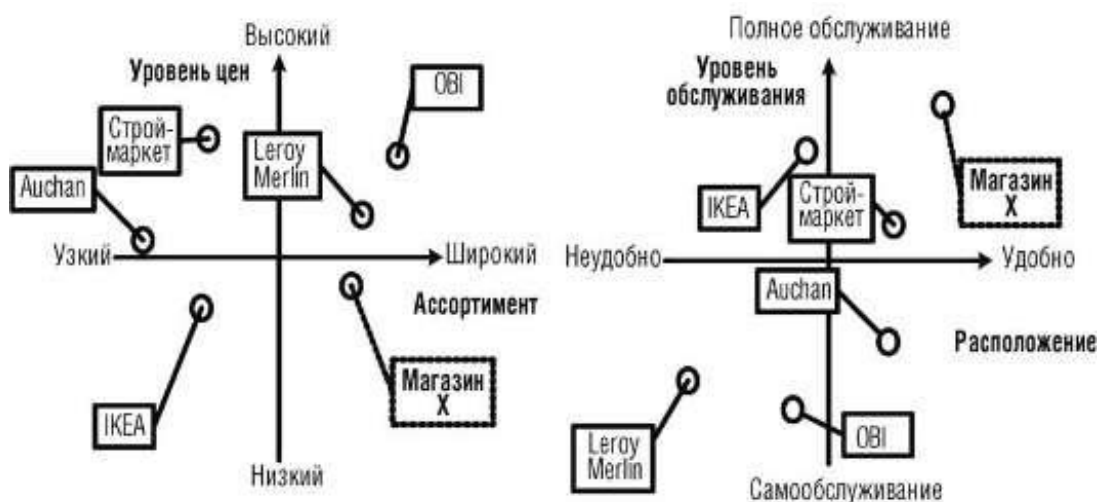 Высокий
Уровень цен
OBI
Строй-
маркет
Leroy
Merlin
Auchan
Узкий
Широкий
Ассортимент
Магазин
X
IKEA
Низкий
Полное обслуживание
Уровень
обслуживания
IKEA
Строй-
маркет
Магазин
X
Неудобно
Удобно
Auchan
Расположение
Leroy
Merlin
OBI
Самообслуживание